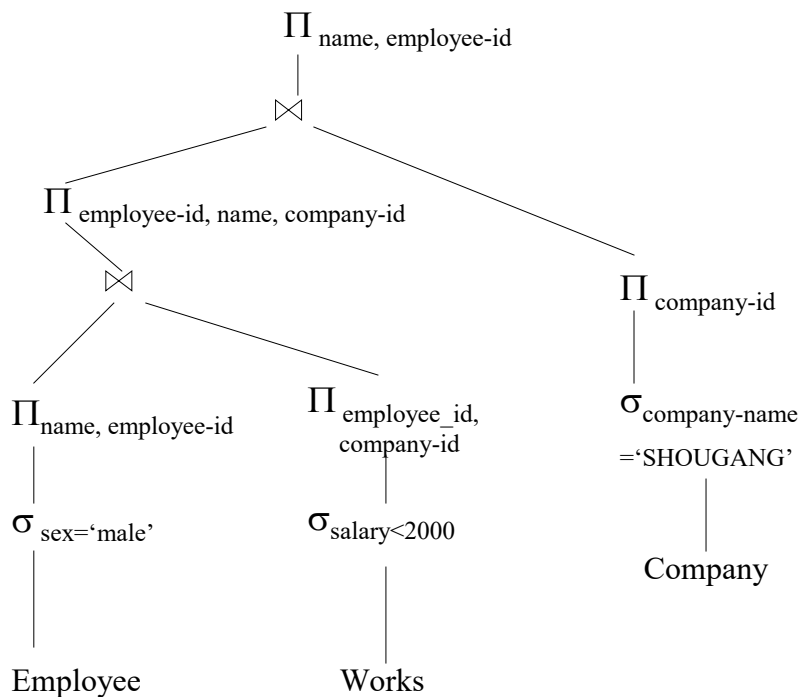 Π name, employee-id
⋈
Π employee-id, name, company-id
⋈
Π company-id
Π name, employee-id
Π employee_id,
company-id
σ company-name
=‘SHOUGANG’
σ sex=‘male’
σ salary<2000
Company
Employee
Works